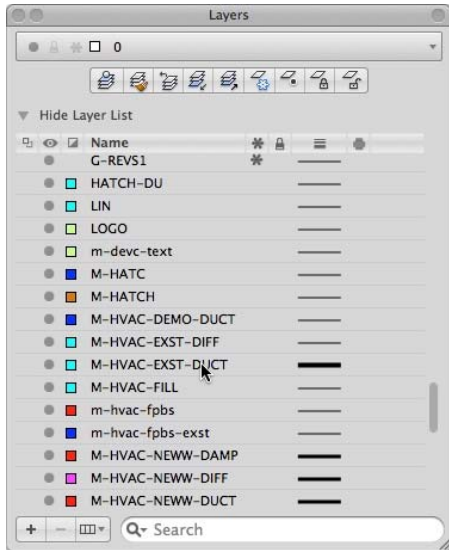 Layers
0
Hide Layer List
Name
G-REVS1
HATCH-DU
LIN
LOGO
m-devc-text
M-HATC
M-HATCH
M-HVAC-DEMO-DUCT
M-HVAC-EXST-DIFF
M-HVAC-EXST-DUCT
M-HVAC-FILL
m-hvac-fpbs
m-hvac-fpbs-exst
M-HVAC-NEWW-DAMP
M-HVAC-NEWW-DIFF
M-HVAC-NEWW-DUCT
Search